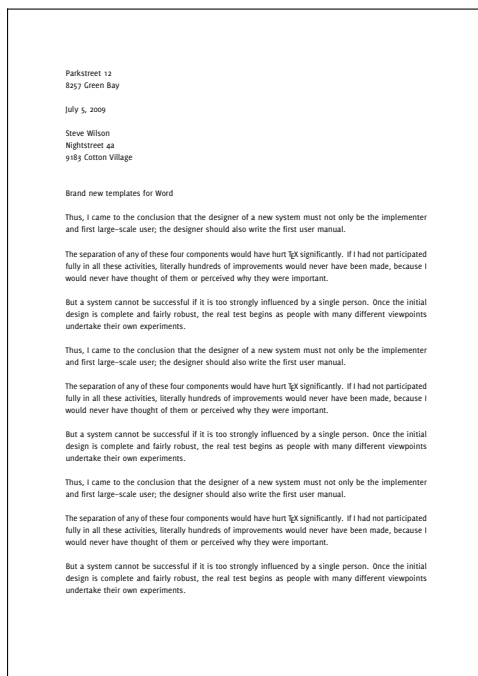 Parkstreet 12
8257 Green Bay
July 5, 2009
Steve Wilson
Nightstreet 4a
9183 Cotton Village
Brand new templates for Word
Thus, I came to the conclusion that the designer of a new system must not only be the implementer
and first large–scale user; the designer should also write the first user manual.
The separation of any of these four components would have hurt TEX significantly. If I had not participated
fully in all these activities, literally hundreds of improvements would never have been made, because I
would never have thought of them or perceived why they were important.
But a system cannot be successful if it is too strongly influenced by a single person. Once the initial
design is complete and fairly robust, the real test begins as people with many different viewpoints
undertake their own experiments.
Thus, I came to the conclusion that the designer of a new system must not only be the implementer
and first large–scale user; the designer should also write the first user manual.
The separation of any of these four components would have hurt TEX significantly. If I had not participated
fully in all these activities, literally hundreds of improvements would never have been made, because I
would never have thought of them or perceived why they were important.
But a system cannot be successful if it is too strongly influenced by a single person. Once the initial
design is complete and fairly robust, the real test begins as people with many different viewpoints
undertake their own experiments.
Thus, I came to the conclusion that the designer of a new system must not only be the implementer
and first large–scale user; the designer should also write the first user manual.
The separation of any of these four components would have hurt TEX significantly. If I had not participated
fully in all these activities, literally hundreds of improvements would never have been made, because I
would never have thought of them or perceived why they were important.
But a system cannot be successful if it is too strongly influenced by a single person. Once the initial
design is complete and fairly robust, the real test begins as people with many different viewpoints
undertake their own experiments.